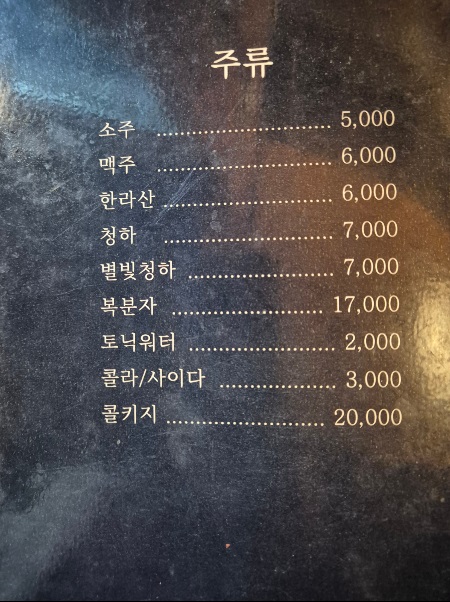 주류
소주 ........................... 5,000
맥주 ........................... 6,000
한라산 ........................... 6,000
청하 ........................... 7,000
별빛청하 ....................... 7,000
복분자 ........................ 17,000
토닉워터 ....................... 2,000
콜라/사이다 .................. 3,000
콜키지 ......................... 20,000